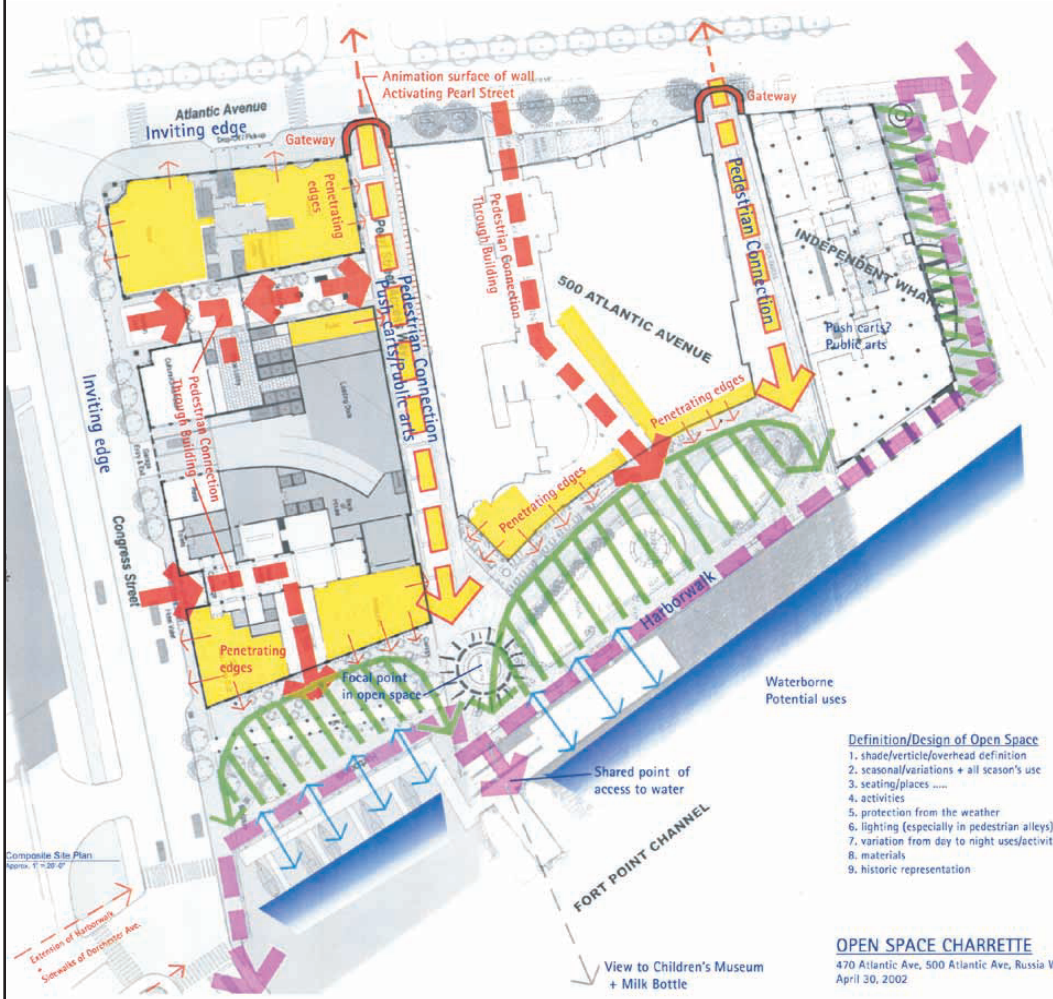 Animation surface of wall
Activating Pearl Street
Atlantic Avenue
Inviting edge
Gateway
Gateway
Penetrating
edges
Pedestrian Connection
Push carts/Public arts
Pedestrian Connection
Through Building
500 ATLANTIC AVENUE
Pedestrian Connection
INDEPENDENT WHARF
Push carts?
Public arts
Inviting edge
Pedestrian Connection
Through Building
Loading Dock
Congress Street
Penetrating edges
Penetrating edges
Penetrating
edges
Focal point
in open space
Harborwalk
Waterborne
Potential uses
Shared point of
access to water
FORT POINT CHANNEL
View to Children's Museum
+ Milk Bottle
Composite Site Plan
Extension of Harborwalk
+
Sidewalks of Dorchester Ave.
Definition/Design of Open Space
1. shade/verticle/overhead definition
2. seasonal/variations + all season's use
3. seating/places .....
4. activities
5. protection from the weather
6. lighting (especially in pedestrian alleys)
7. variation from day to night uses/activit
8. materials
9. historic representation
OPEN SPACE CHARRETTE
470 Atlantic Ave, 500 Atlantic Ave, Russia W
April 30, 2002